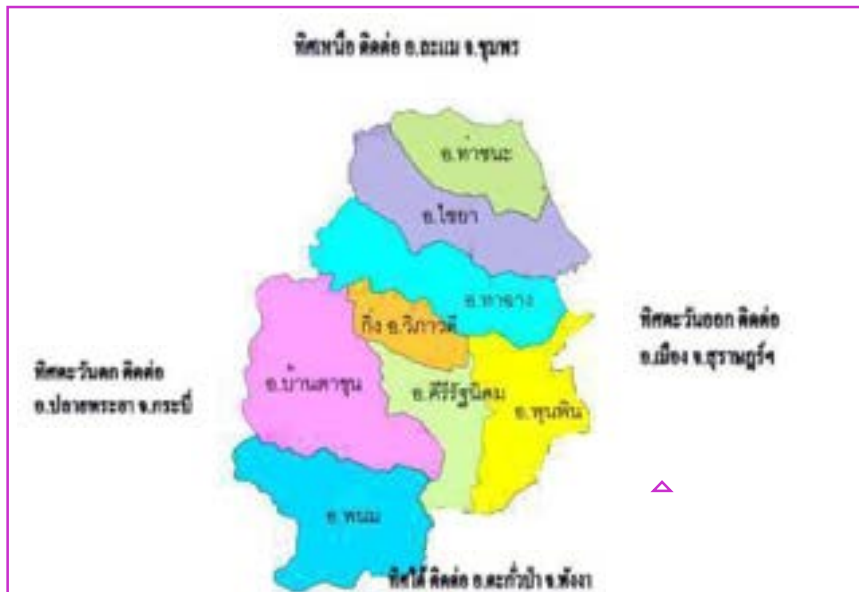 ทิศเหนือ ติดต่อ อ.ละแม จ.ชุมพร
อ.ท่าชนะ
อ.ไชยา
อ.ท่าฉาง
กิ่ง อ.วิภาวดี
ทิศตะวันออก ติดต่อ
อ.เมือง จ.สุราษฎร์ฯ
ทิศตะวันตก ติดต่อ
อ.ปลายพระยา จ.กระบี่
อ.บ้านตาขุน
อ.คีรีรัฐนิคม
อ.พุนพิน
อ.พนม
ทิศใต้ ติดต่อ อ.ตะกั่วป่า จ.พังงา